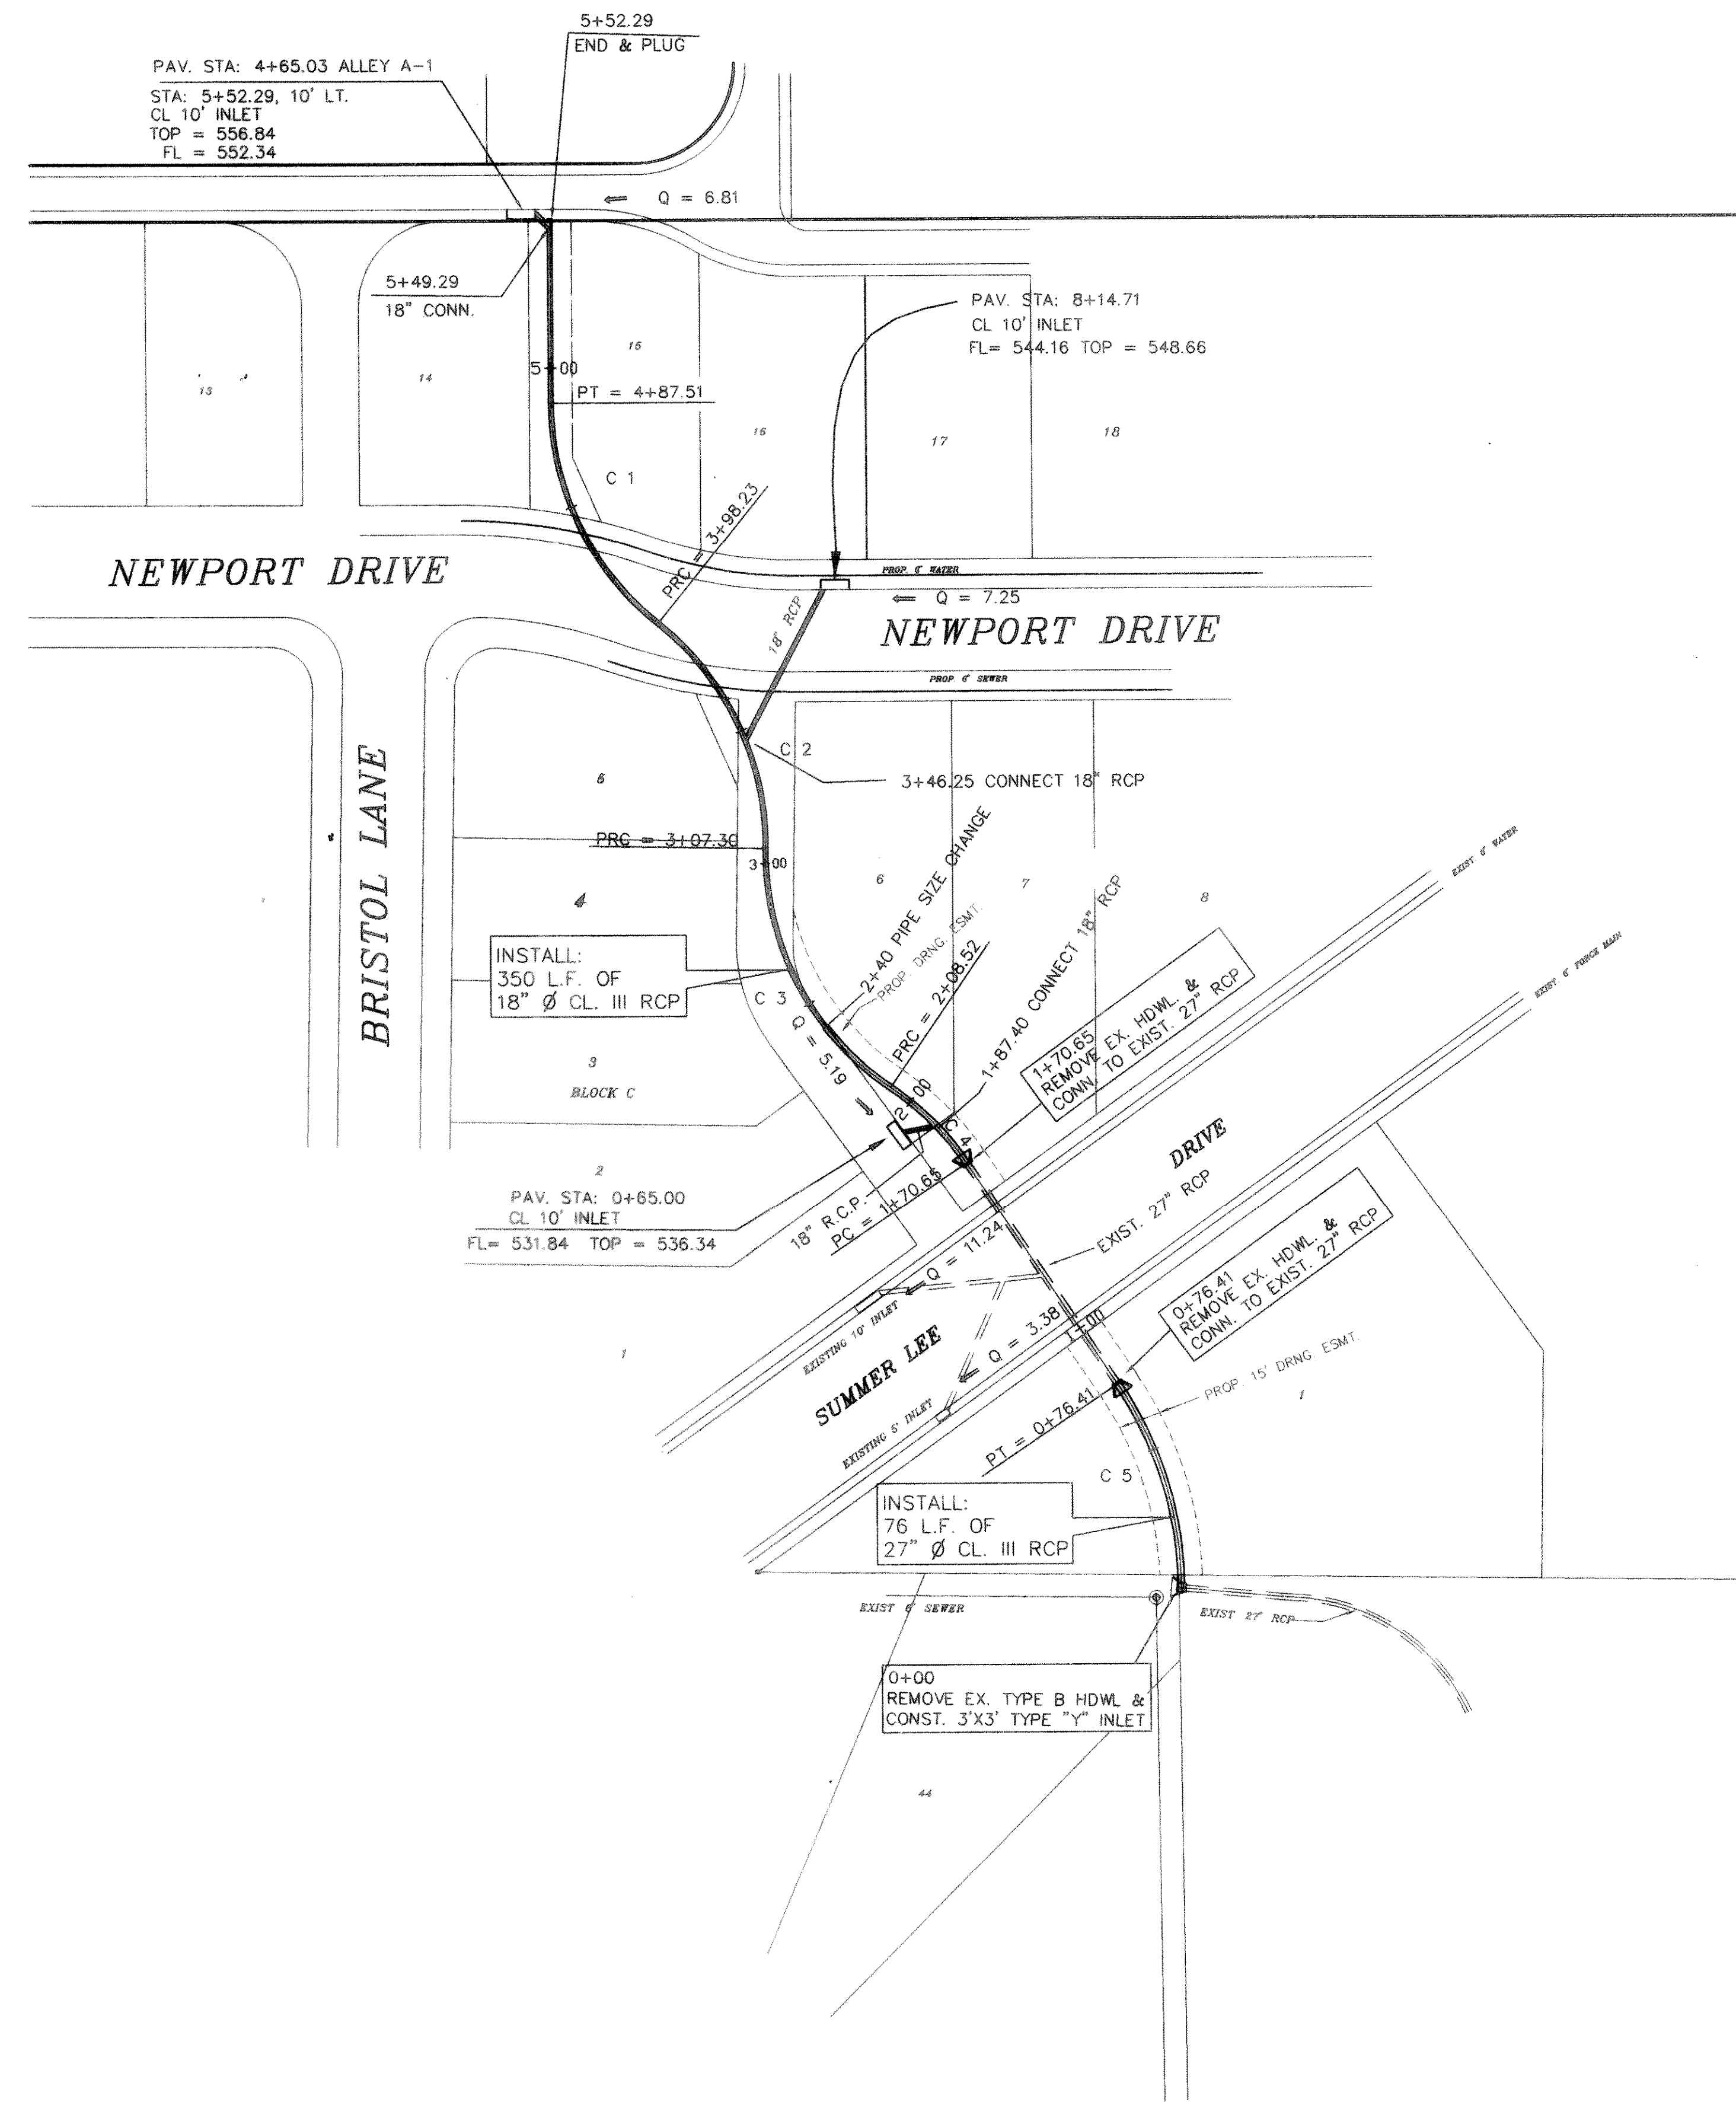 5+52.29
END & PLUG
PAV. STA: 4+65.03 ALLEY A-1
STA: 5+52.29, 10' LT.
CL 10' INLET
TOP = 556.84
FL = 552.34
Q = 6.81
5+49.29
18" CONN.
PAV. STA: 8+14.71
CL 10' INLET
FL= 544.16 TOP = 548.66
13
14
15
5+00
PT = 4+87.51
16
17
18
C 1
PRC = 3+98.23
NEWPORT DRIVE
PROP. 6" WATER
Q = 7.25
18" RCP
NEWPORT DRIVE
PROP 6" SEWER
C 2
3+46.25 CONNECT 18" RCP
5
BRISTOL LANE
PRC = 3+07.30
3+00
4
6
7
8
2+40 PIPE SIZE CHANGE
PROP. DRNG. ESMT.
PRC = 2+08.52
1+87.40 CONNECT 18" RCP
EXIST 6" WATER
EXIST 6" FORCE MAIN
INSTALL:
350 L.F. OF
18" Ø CL. III RCP
C 3
Q = 5.19
1+70.65
REMOVE EX. HDWL. &
CONN. TO EXIST. 27" RCP
3
BLOCK C
2+00
C 4
2
PAV. STA: 0+65.00
CL 10' INLET
FL= 531.84 TOP = 536.34
18" R.C.P.
PC = 1+70.65
DRIVE
EXIST. 27" RCP
Q = 11.24
EXISTING 10' INLET
0+76.41
REMOVE EX. HDWL. &
CONN. TO EXIST. 27" RCP
1
SUMMER LEE
Q = 3.38
1+00
EXISTING 5' INLET
PROP. 15' DRNG. ESMT.
1
PT = 0+76.41
C 5
INSTALL:
76 L.F. OF
27" Ø CL. III RCP
EXIST 6" SEWER
EXIST 27" RCP
0+00
REMOVE EX. TYPE B HDWL &
CONST. 3'X3' TYPE "Y" INLET
44